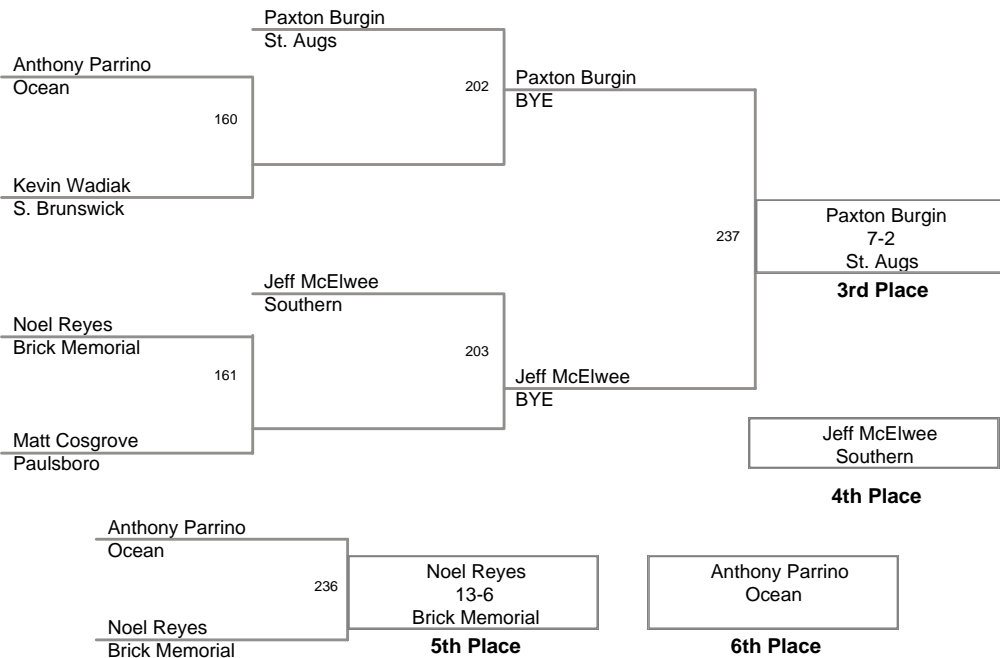 Paxton Burgin
St. Augs
Anthony Parrino
Ocean
202
Paxton Burgin
BYE
160
Kevin Wadiak
S. Brunswick
237
Paxton Burgin
7-2
St. Augs
3rd Place
Jeff McElwee
Southern
Noel Reyes
Brick Memorial
203
161
Jeff McElwee
BYE
Matt Cosgrove
Paulsboro
Jeff McElwee
Southern
4th Place
Anthony Parrino
Ocean
236
Noel Reyes
Brick Memorial
Noel Reyes
13-6
Brick Memorial
5th Place
Anthony Parrino
Ocean
6th Place